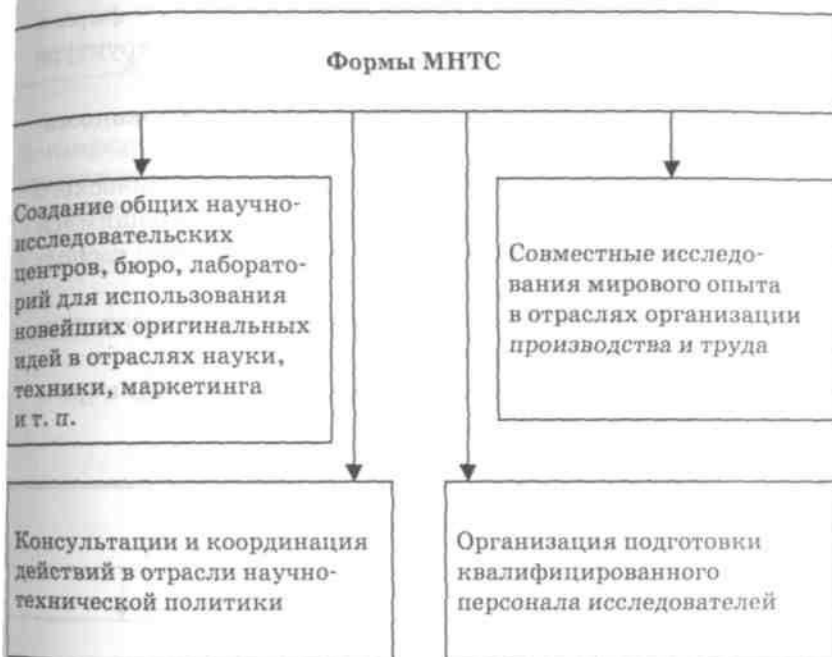 Формы МНТС
Создание общих научно-
исследовательских
центров, бюро, лаборато-
рий для использования
новейших оригинальных
идей в отраслях науки,
техники, маркетинга
и т. п.
Совместные исследо-
вания мирового опыта
в отраслях организации
производства и труда
Консультации и координация
действий в отрасли научно-
технической политики
Организация подготовки
квалифицированного
персонала исследователей